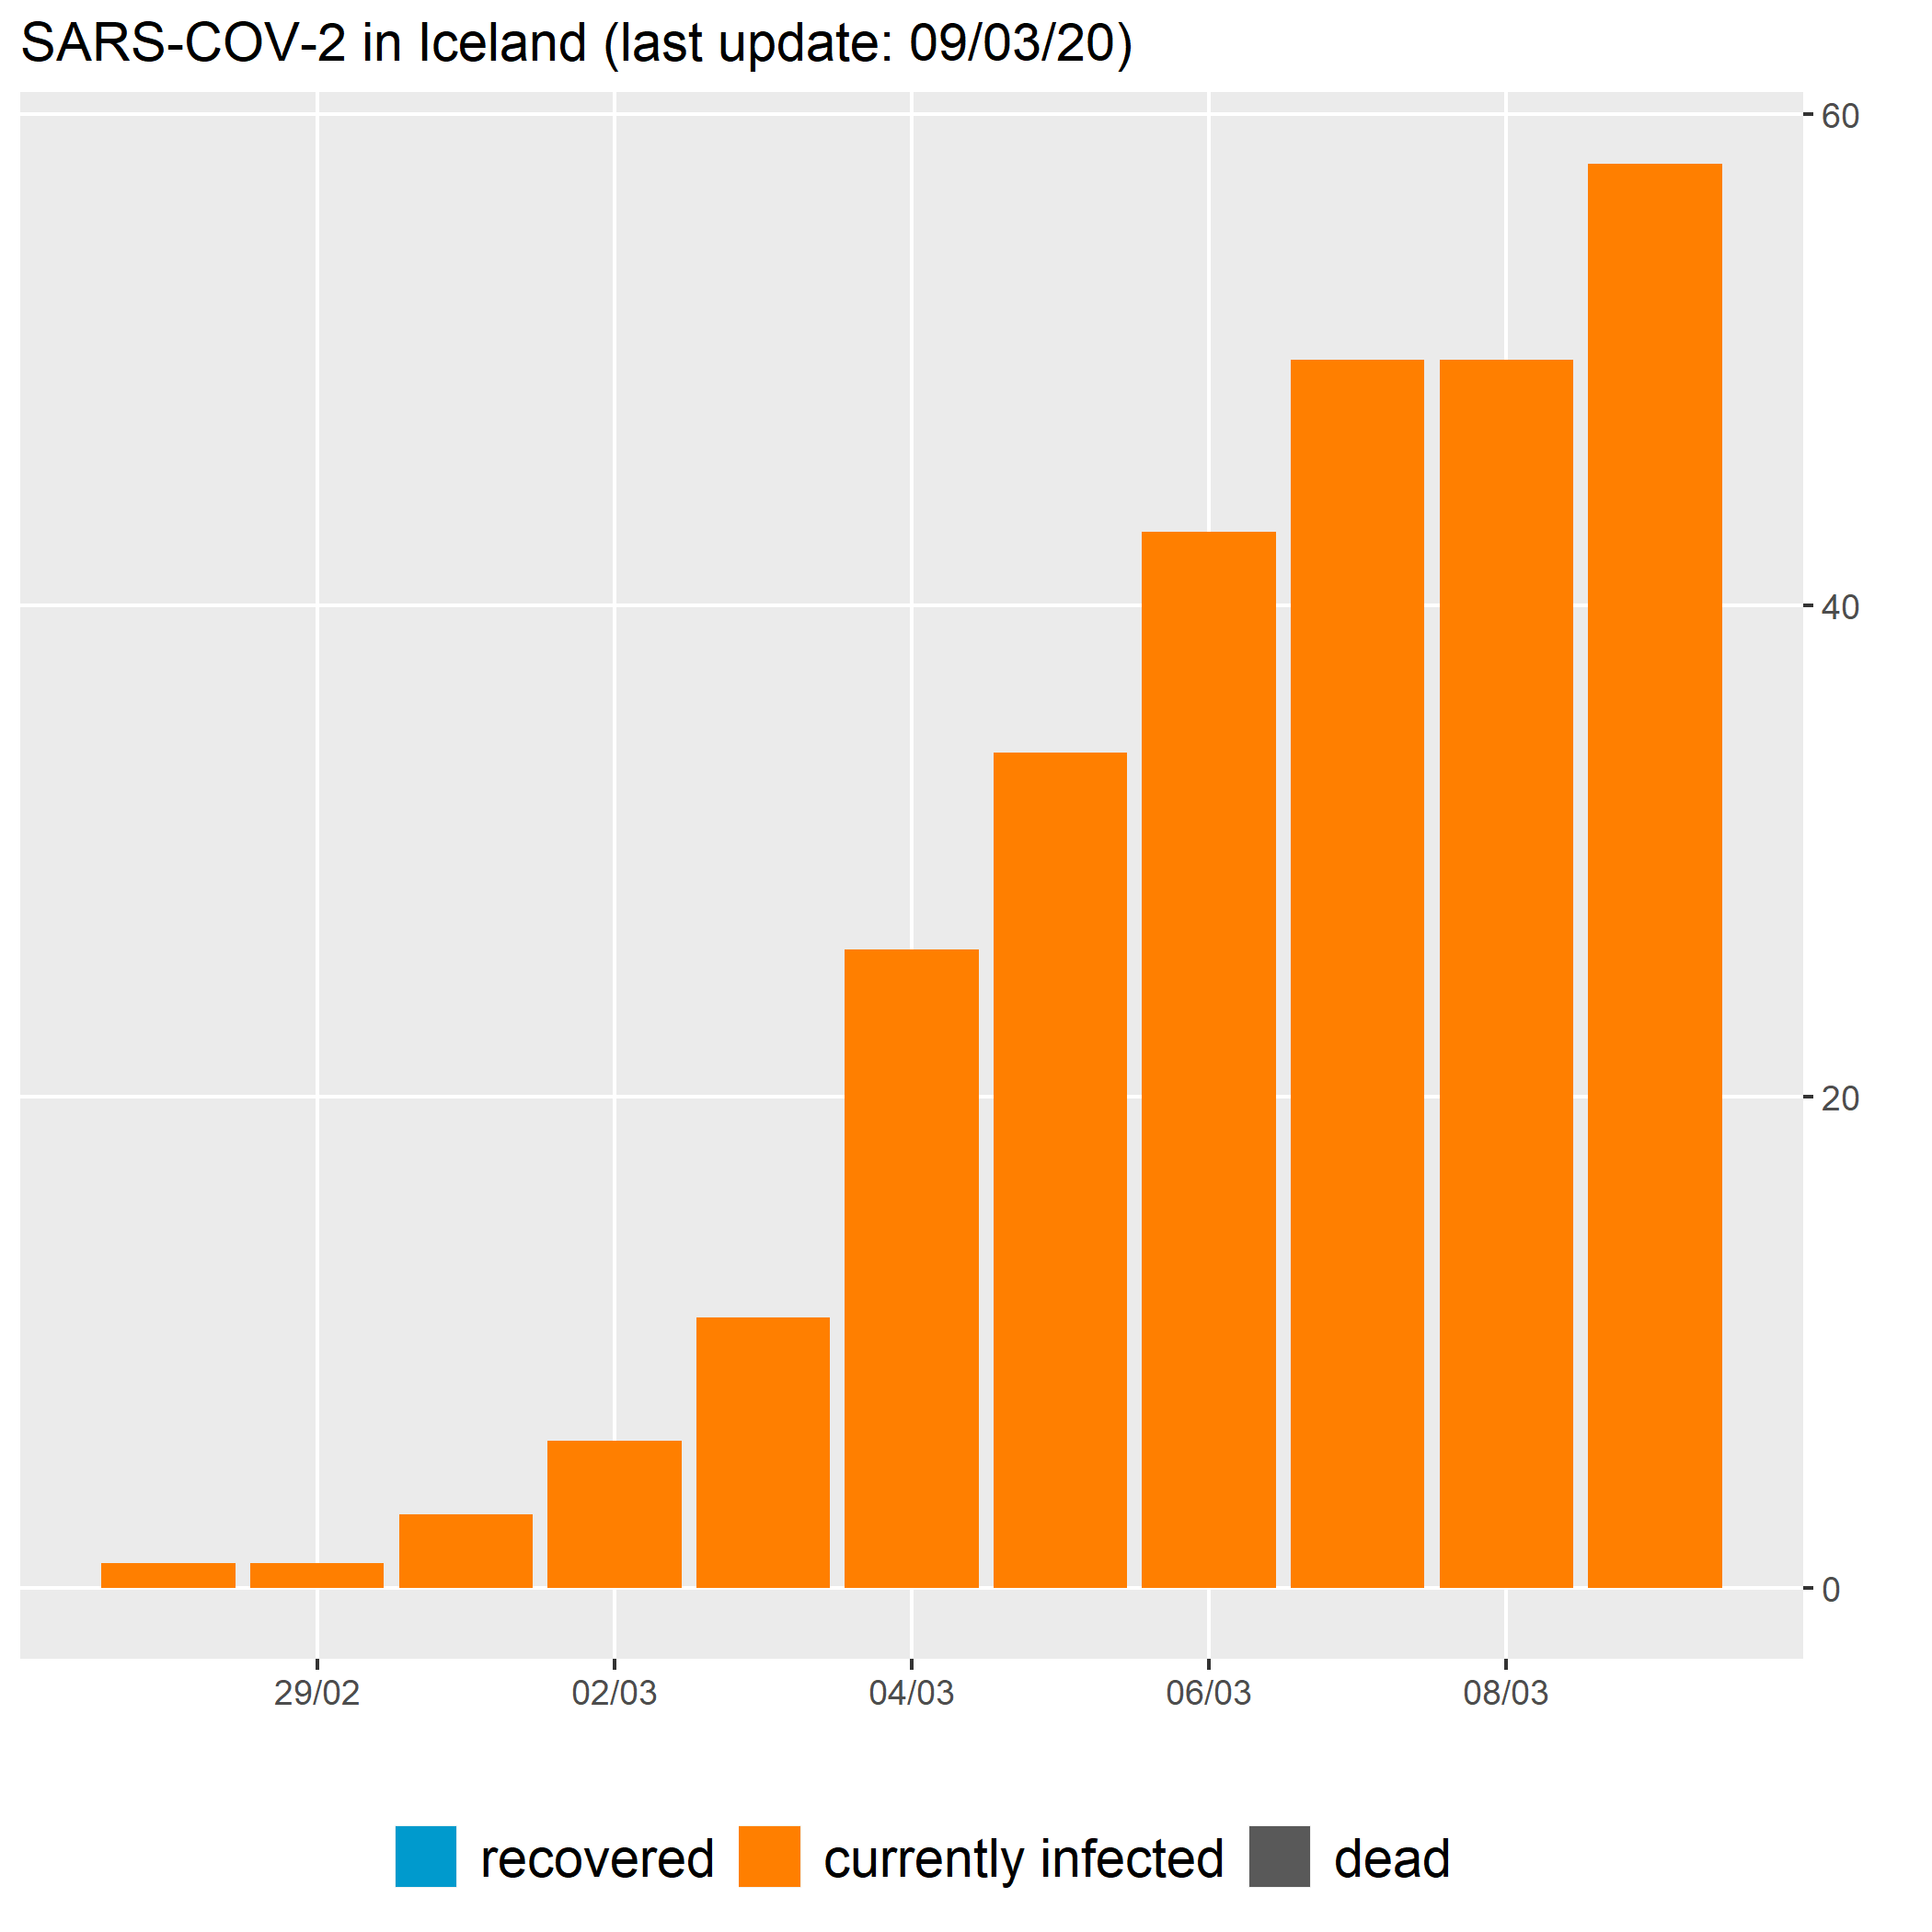 SARS-COV-2 in Iceland (last update: 09/03/20)
60
40
20
0
29/02 02/03 04/03 06/03 08/03
recovered currently infected dead